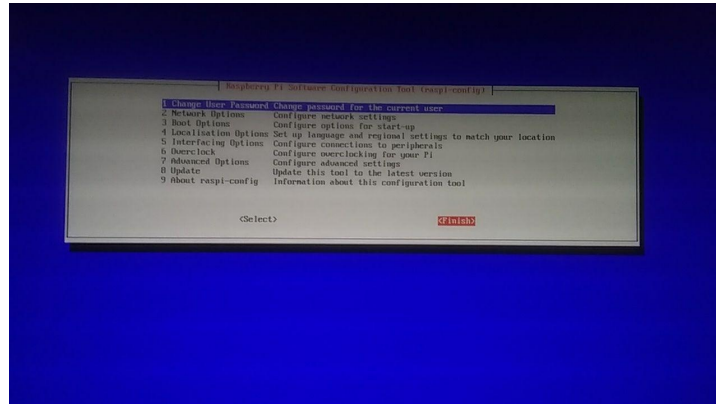 Raspberry Pi Software Configuration Tool (raspi-config)
1 Change User Password Change password for the current user
2 Network Options Configure network settings
3 Boot Options Configure options for start-up
4 Localisation Options Set up language and regional settings to match your location
5 Interfacing Options Configure connections to peripherals
6 Overclock Configure overclocking for your Pi
7 Advanced Options Configure advanced settings
8 Update Update this tool to the latest version
9 About raspi-config Information about this configuration tool
<Select> <Finish>